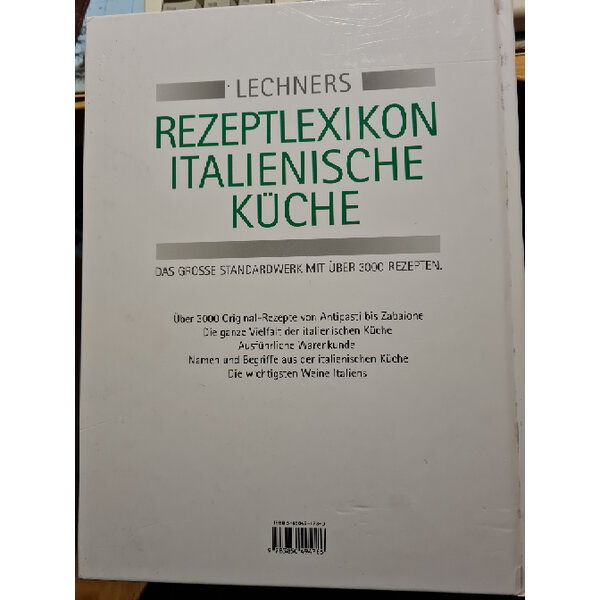 LECHNERS
REZEPTLEXIKON
ITALIENISCHE
KÜCHE
DAS GROSSE STANDARDWERK MIT ÜBER 3000 REZEPTEN.
Über 3000 Original-Rezepte von Antipasti bis Zabaione
Die ganze Vielfalt der italienischen Küche
Ausführliche Warenkunde
Namen und Begriffe aus der italienischen Küche
Die wichtigsten Weine Italiens
ISBN